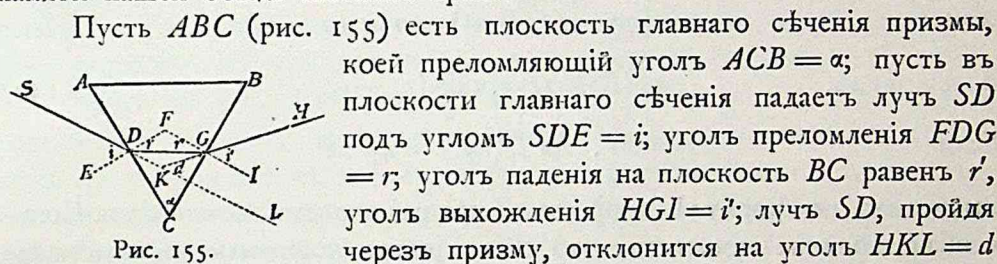 Пусть ABC (рис. 155) есть плоскость главнаго сѣченія призмы,
коей преломляющій уголъ ACB = α; пусть въ
плоскости главнаго сѣченія падаетъ лучъ SD
подъ угломъ SDE = i; уголъ преломленія FDG
= r; уголъ паденія на плоскость BC равенъ r′,
уголъ выхожденія HGI = i′; лучъ SD, пройдя
черезъ призму, отклонится на уголъ HKL = d
S
A
B
H
F
D
r
r
G
i
i′
E
K
d
I
α
L
C
Рис. 155.